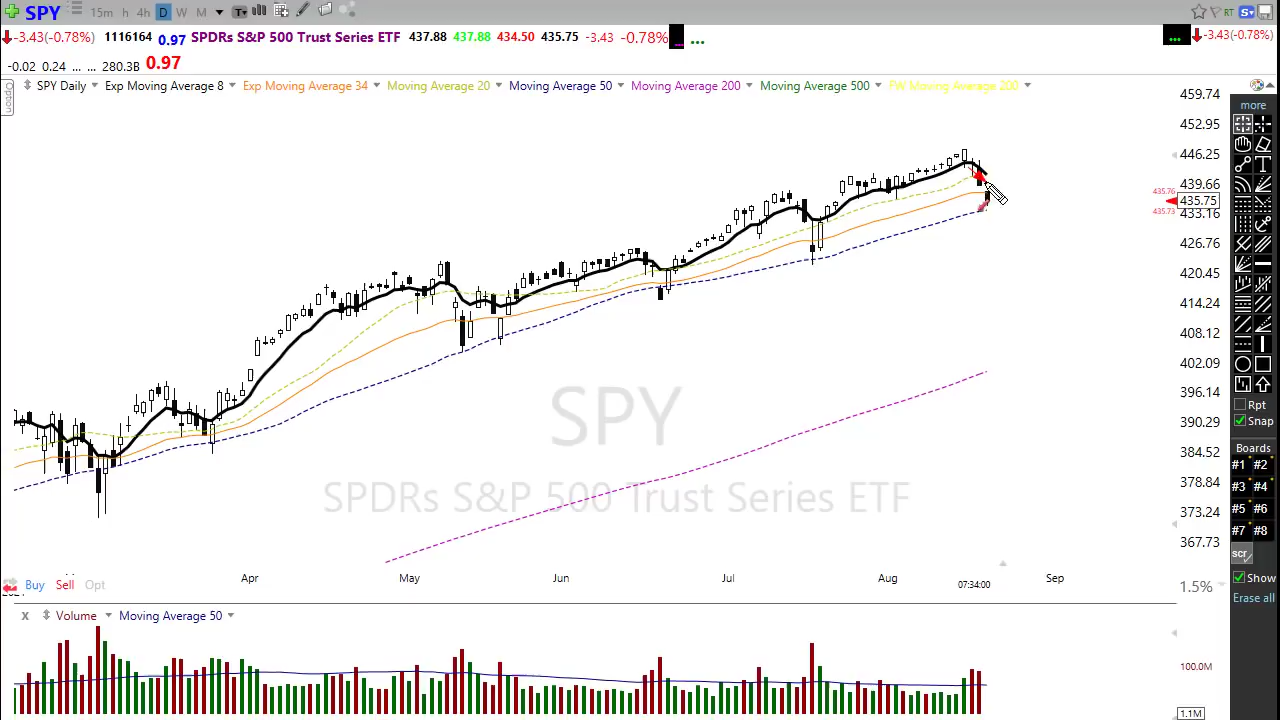 SPY 15m h 4h D W M T RT S
-3.43(-0.78%) 1116164 0.97 SPDRs S&P 500 Trust Series ETF 437.88 437.88 434.50 435.75 -3.43 -0.78% ... ... -3.43(-0.78%)
-0.02 0.24 ... ... 280.3B 0.97
Option
SPY Daily Exp Moving Average 8 Exp Moving Average 34 Moving Average 20 Moving Average 50 Moving Average 200 Moving Average 500 FW Moving Average 200
459.74
452.95
446.25
439.66
435.76
435.75
435.73
433.16
426.76
420.45
414.24
408.12
402.09
396.14
390.29
384.52
378.84
373.24
367.73
SPY
SPDRs S&P 500 Trust Series ETF
Apr May Jun Jul Aug Sep
07:34:00
Buy Sell Opt
1.5%
x Volume Moving Average 50
100.0M
1.1M
more
T
Rpt
Snap
Boards
#1 #2
#3 #4
#5 #6
#7 #8
scr
Show
Erase all